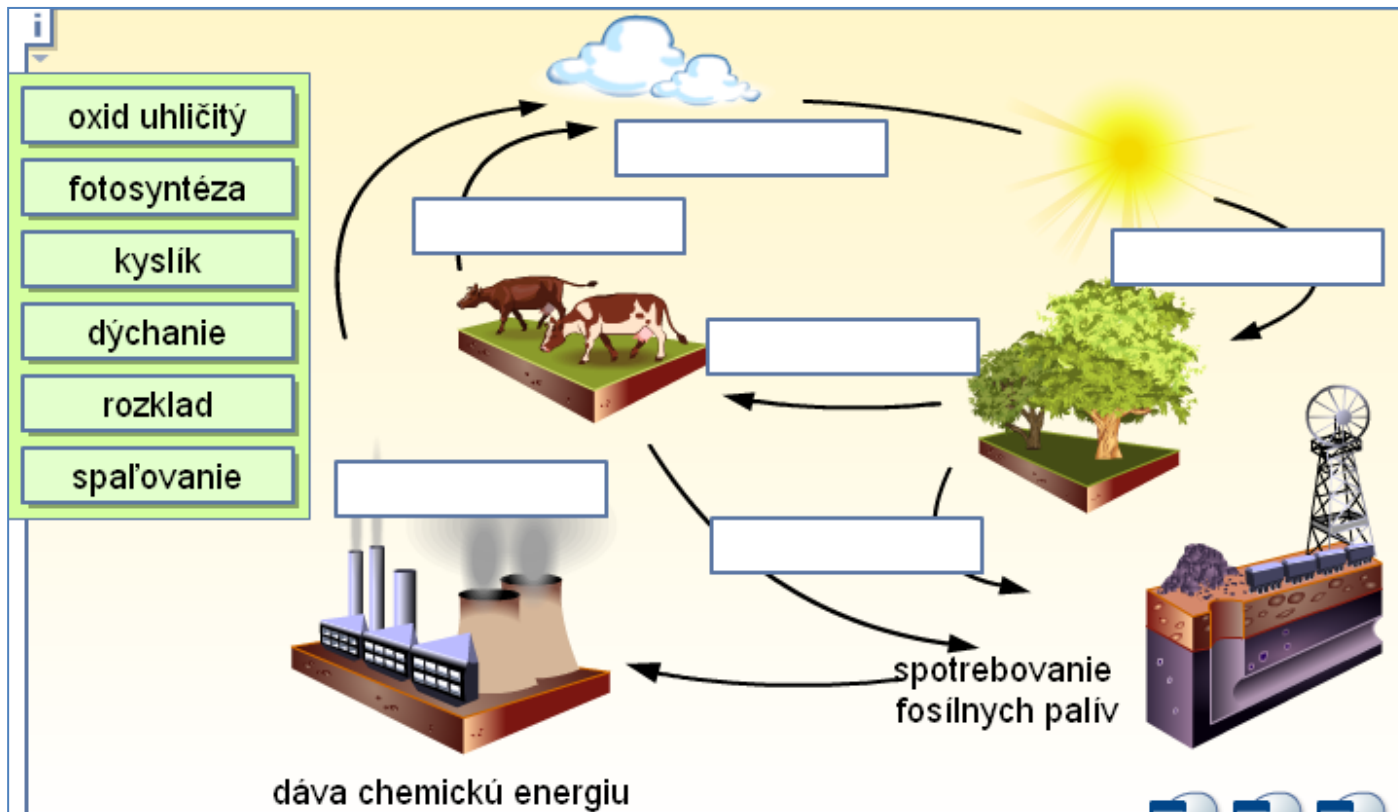 i
oxid uhličitý
fotosyntéza
kyslík
dýchanie
rozklad
spaľovanie
spotrebovanie
fosílnych palív
dáva chemickú energiu